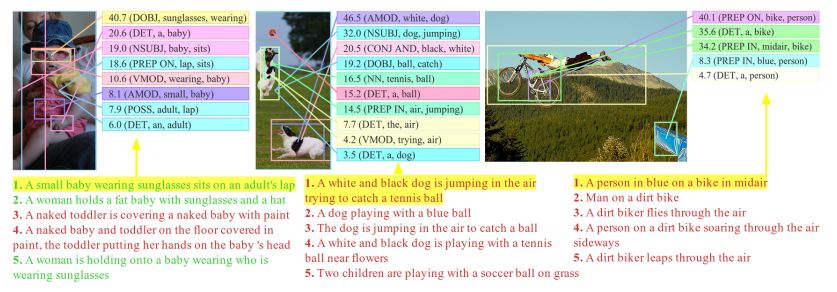 40.7 (DOBJ, sunglasses, wearing)
20.6 (DET, a, baby)
19.0 (NSUBJ, baby, sits)
18.6 (PREP ON, lap, sits)
10.6 (VMOD, wearing, baby)
8.1 (AMOD, small, baby)
7.9 (POSS, adult, lap)
6.0 (DET, an, adult)
1. A small baby wearing sunglasses sits on an adult's lap
2. A woman holds a fat baby with sunglasses and a hat
3. A naked toddler is covering a naked baby with paint
4. A naked baby and toddler on the floor covered in
paint, the toddler putting her hands on the baby 's head
5. A woman is holding onto a baby wearing who is
wearing sunglasses
46.5 (AMOD, white, dog)
32.0 (NSUBJ, dog, jumping)
20.5 (CONJ AND, black, white)
19.2 (DOBJ, ball, catch)
16.5 (NN, tennis, ball)
15.2 (DET, a, ball)
14.5 (PREP IN, air, jumping)
7.7 (DET, the, air)
4.2 (VMOD, trying, air)
3.5 (DET, a, dog)
1. A white and black dog is jumping in the air
trying to catch a tennis ball
2. A dog playing with a blue ball
3. The dog is jumping in the air to catch a ball
4. A white and black dog is playing with a tennis
ball near flowers
5. Two children are playing with a soccer ball on grass
40.1 (PREP ON, bike, person)
35.6 (DET, a, bike)
34.2 (PREP IN, midair, bike)
8.3 (PREP IN, blue, person)
4.7 (DET, a, person)
1. A person in blue on a bike in midair
2. Man on a dirt bike
3. A dirt biker flies through the air
4. A person on a dirt bike soaring through the air
sideways
5. A dirt biker leaps through the air